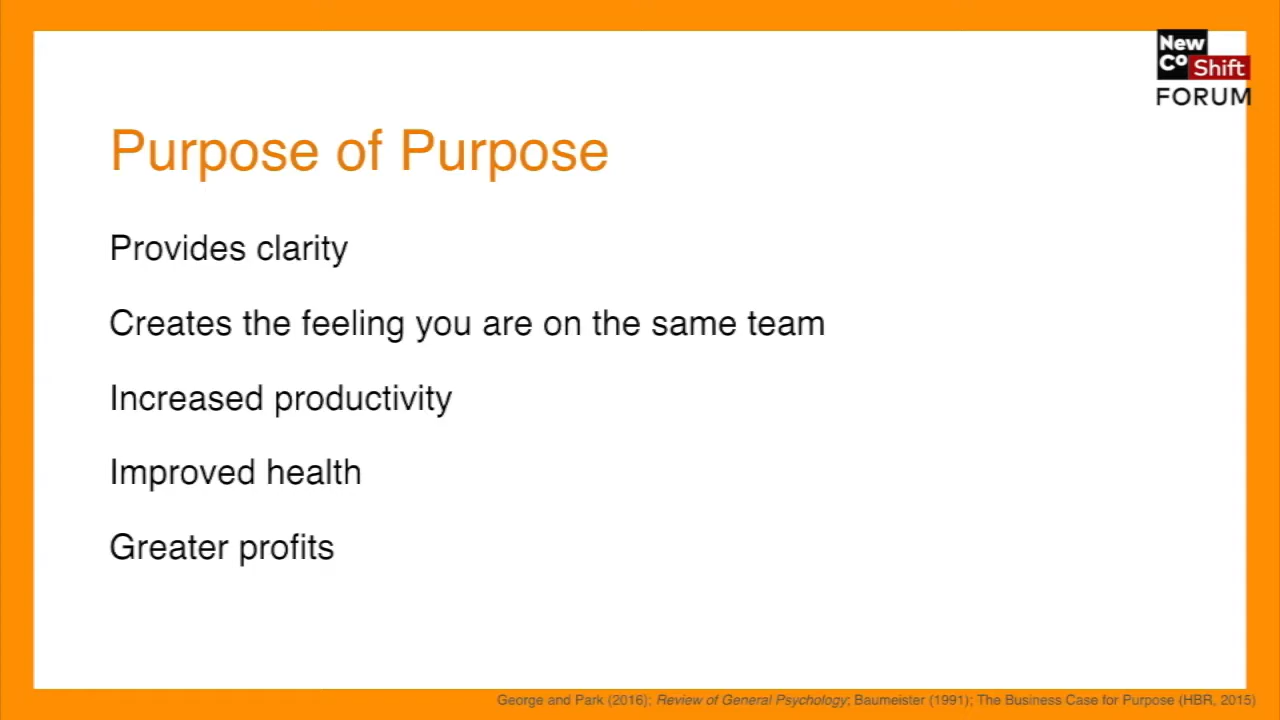 New
Co Shift
FORUM
Purpose of Purpose
Provides clarity
Creates the feeling you are on the same team
Increased productivity
Improved health
Greater profits
George and Park (2016); Review of General Psychology; Baumeister (1991); The Business Case for Purpose (HBR, 2015)